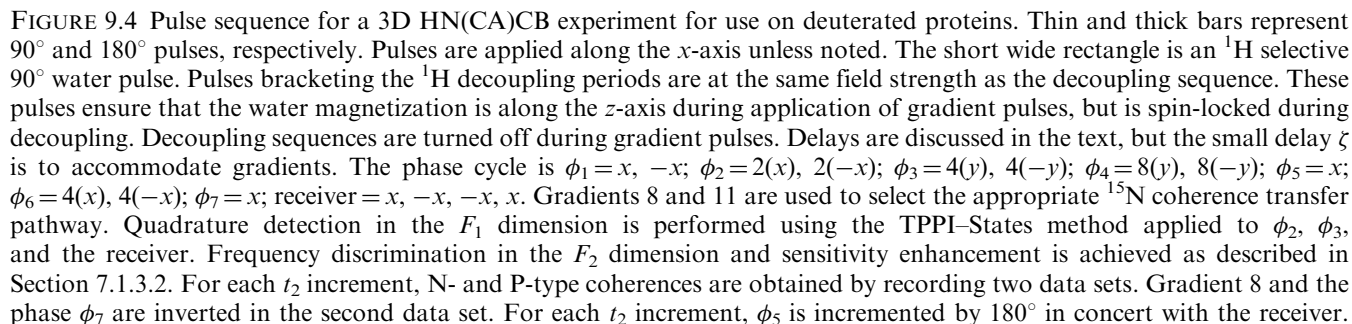 FIGURE 9.4 Pulse sequence for a 3D HN(CA)CB experiment for use on deuterated proteins. Thin and thick bars represent
90° and 180° pulses, respectively. Pulses are applied along the x-axis unless noted. The short wide rectangle is an ¹H selective
90° water pulse. Pulses bracketing the ¹H decoupling periods are at the same field strength as the decoupling sequence. These
pulses ensure that the water magnetization is along the z-axis during application of gradient pulses, but is spin-locked during
decoupling. Decoupling sequences are turned off during gradient pulses. Delays are discussed in the text, but the small delay ζ
is to accommodate gradients. The phase cycle is ϕ₁ = x, −x; ϕ₂ = 2(x), 2(−x); ϕ₃ = 4(y), 4(−y); ϕ₄ = 8(y), 8(−y); ϕ₅ = x;
ϕ₆ = 4(x), 4(−x); ϕ₇ = x; receiver = x, −x, −x, x. Gradients 8 and 11 are used to select the appropriate ¹⁵N coherence transfer
pathway. Quadrature detection in the F₁ dimension is performed using the TPPI–States method applied to ϕ₂, ϕ₃,
and the receiver. Frequency discrimination in the F₂ dimension and sensitivity enhancement is achieved as described in
Section 7.1.3.2. For each t₂ increment, N- and P-type coherences are obtained by recording two data sets. Gradient 8 and the
phase ϕ₇ are inverted in the second data set. For each t₂ increment, ϕ₅ is incremented by 180° in concert with the receiver.